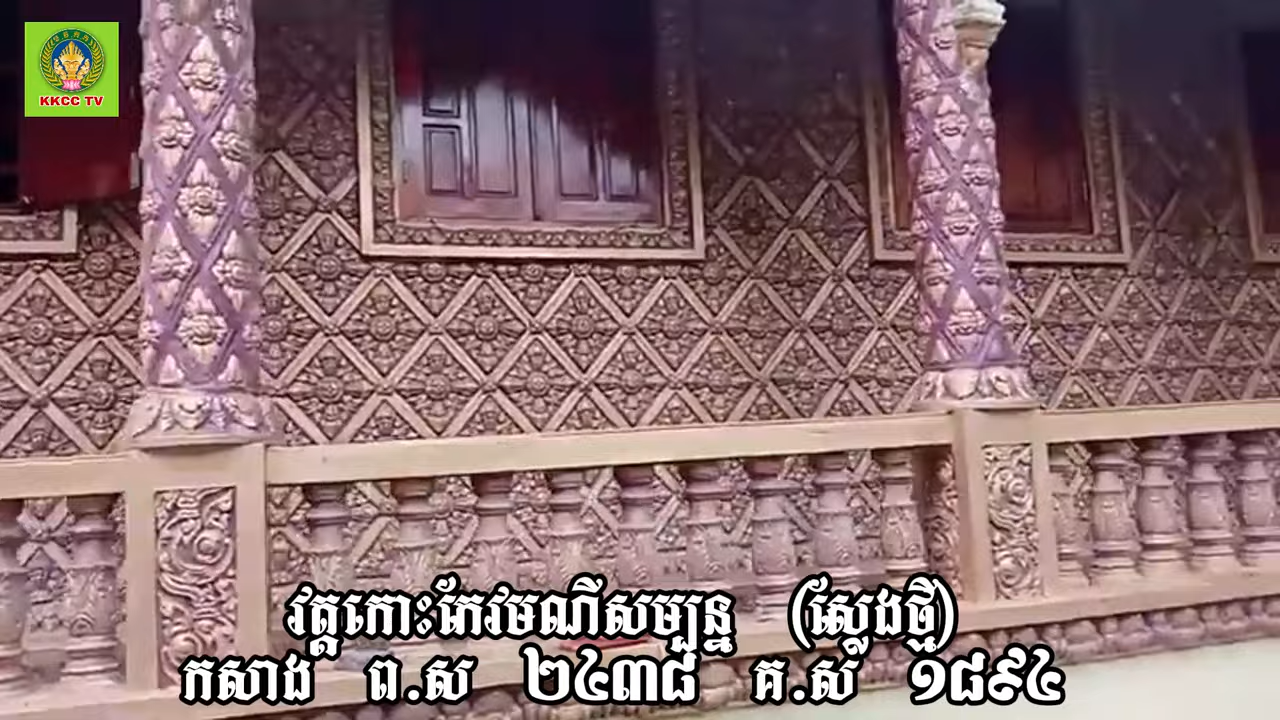 KKCC TV
វត្តកោះកែវមណីសម្បន្ន (ស្លែងថ្មី)
កសាង ព.ស ២៤៣៨ គ.ស ១៨៩៤